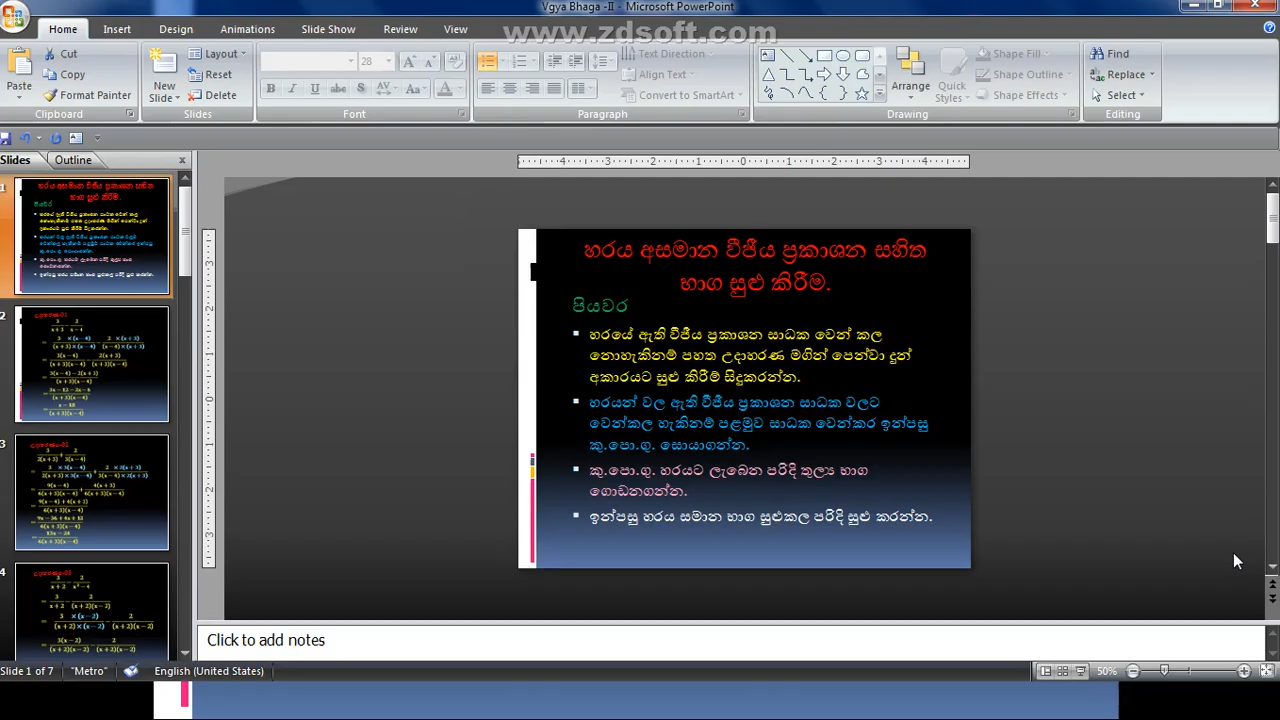 Vgya Bhaga -II - Microsoft PowerPoint
www.zdsoft.com
Home Insert Design Animations Slide Show Review View
Cut Layout 28 Text Direction Shape Fill Find
Copy Reset Align Text Shape Outline Replace
Paste Format Painter New Slide Delete Convert to SmartArt Arrange Quick Styles Shape Effects Select
Clipboard Slides Font Paragraph Drawing Editing
Slides Outline
හරය අසමාන වීජීය ප්‍රකාශන සහිත
භාග සුළු කිරීම.
පියවර
හරයේ ඇති වීජීය ප්‍රකාශන සාධක වෙන් කල
නොහැකිනම් පහත උදාහරණ මගින් පෙන්වා දුන්
අකාරයට සුළු කිරීම් සිදුකරන්න.
හරයන් වල ඇති වීජීය ප්‍රකාශන සාධක වලට
වෙන්කල හැකිනම් පළමුව සාධක වෙන්කර ඉන්පසු
කු.පො.ගු. සොයාගන්න.
කු.පො.ගු. හරයට ලැබෙන පරිදි තුල්‍ය භාග
ගොඩනගන්න.
ඉන්පසු හරය සමාන භාග සුළුකල පරිදි සුළු කරන්න.
1
2
3
4
Click to add notes
Slide 1 of 7 "Metro" English (United States) 50%